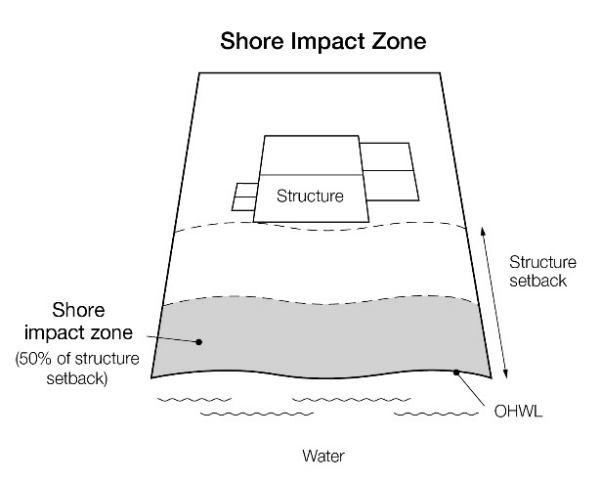 Shore Impact Zone
Structure
Structure
setback
Shore
impact zone
(50% of structure
setback)
OHWL
Water